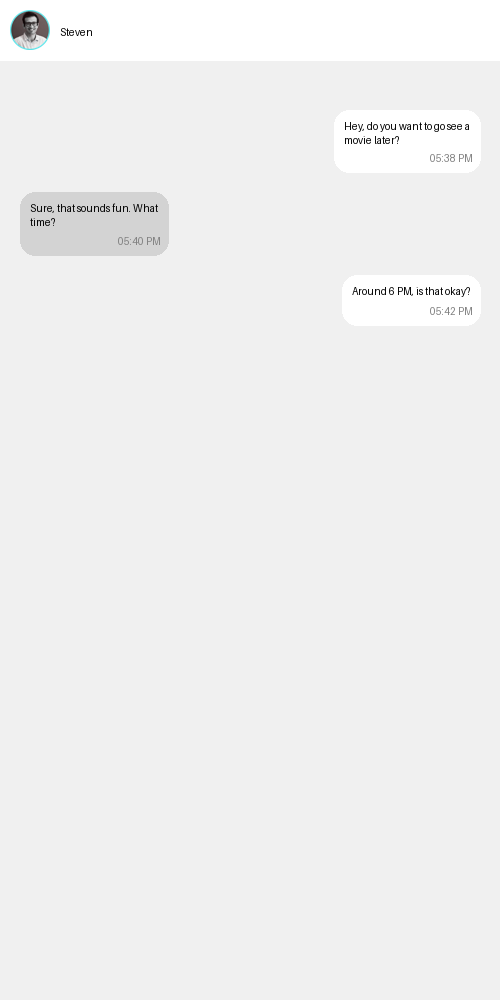 Steven
Hey, do you want to go see a
movie later?
05:38 PM
Sure, that sounds fun. What
time?
05:40 PM
Around 6 PM, is that okay?
05:42 PM